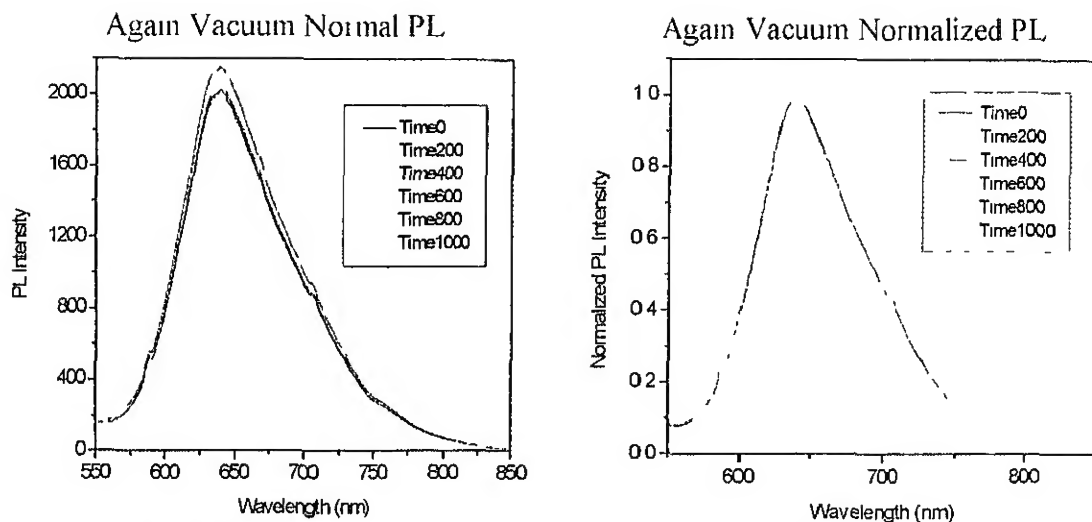 Again Vacuum Normal PL
2000
1600
1200
800
400
0
PL Intensity
Time0
Time200
Time400
Time600
Time800
Time1000
550 600 650 700 750 800 850
Wavelength (nm)
Again Vacuum Normalized PL
1 0
0 8
0 6
0 4
0 2
0 0
Normalized PL Intensity
Time0
Time200
Time400
Time600
Time800
Time1000
600 700 800
Wavelength (nm)